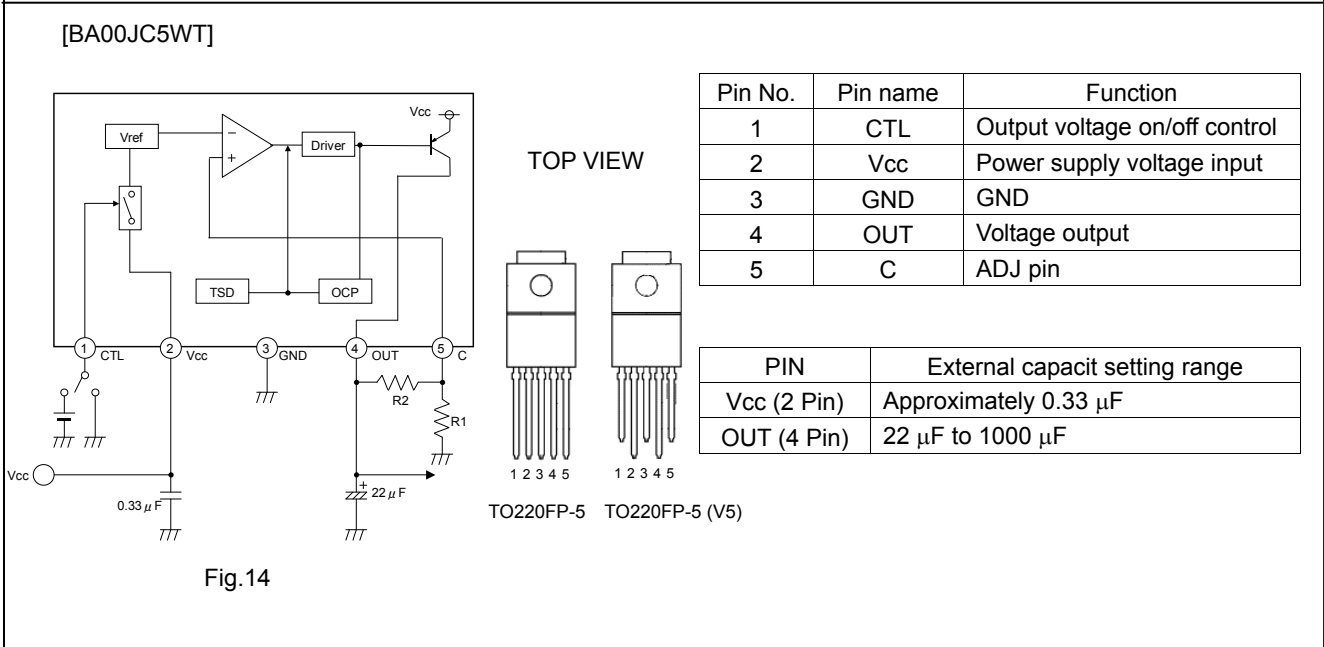 [BA00JC5WT]
Vcc
Vref
−
+
Driver
TSD
OCP
1 CTL
2 Vcc
3 GND
4 OUT
5 C
R2
R1
Vcc
0.33 μ F
+
22 μ F
Fig.14
TOP VIEW
1 2 3 4 5
1 2 3 4 5
TO220FP-5 TO220FP-5 (V5)
Pin No. Pin name Function
1 CTL Output voltage on/off control
2 Vcc Power supply voltage input
3 GND GND
4 OUT Voltage output
5 C ADJ pin
PIN External capacit setting range
Vcc (2 Pin) Approximately 0.33 μF
OUT (4 Pin) 22 μF to 1000 μF